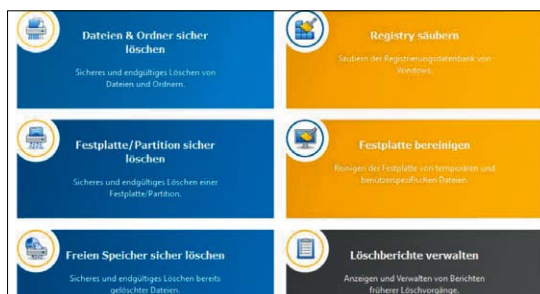 Dateien & Ordner sicher
löschen
Sicheres und endgültiges Löschen von
Dateien und Ordnern.
Registry säubern
Säubern der Registrierungsdatenbank von
Windows.
Festplatte/Partition sicher
löschen
Sicheres und endgültiges Löschen einer
Festplatte/Partition.
Festplatte bereinigen
Reinigen der Festplatte von temporären und
benutzerspezifischen Dateien.
Freien Speicher sicher löschen
Sicheres und endgültiges Löschen bereits
gelöschter Dateien.
Löschberichte verwalten
Anzeigen und Verwalten von Berichten
früherer Löschvorgänge.